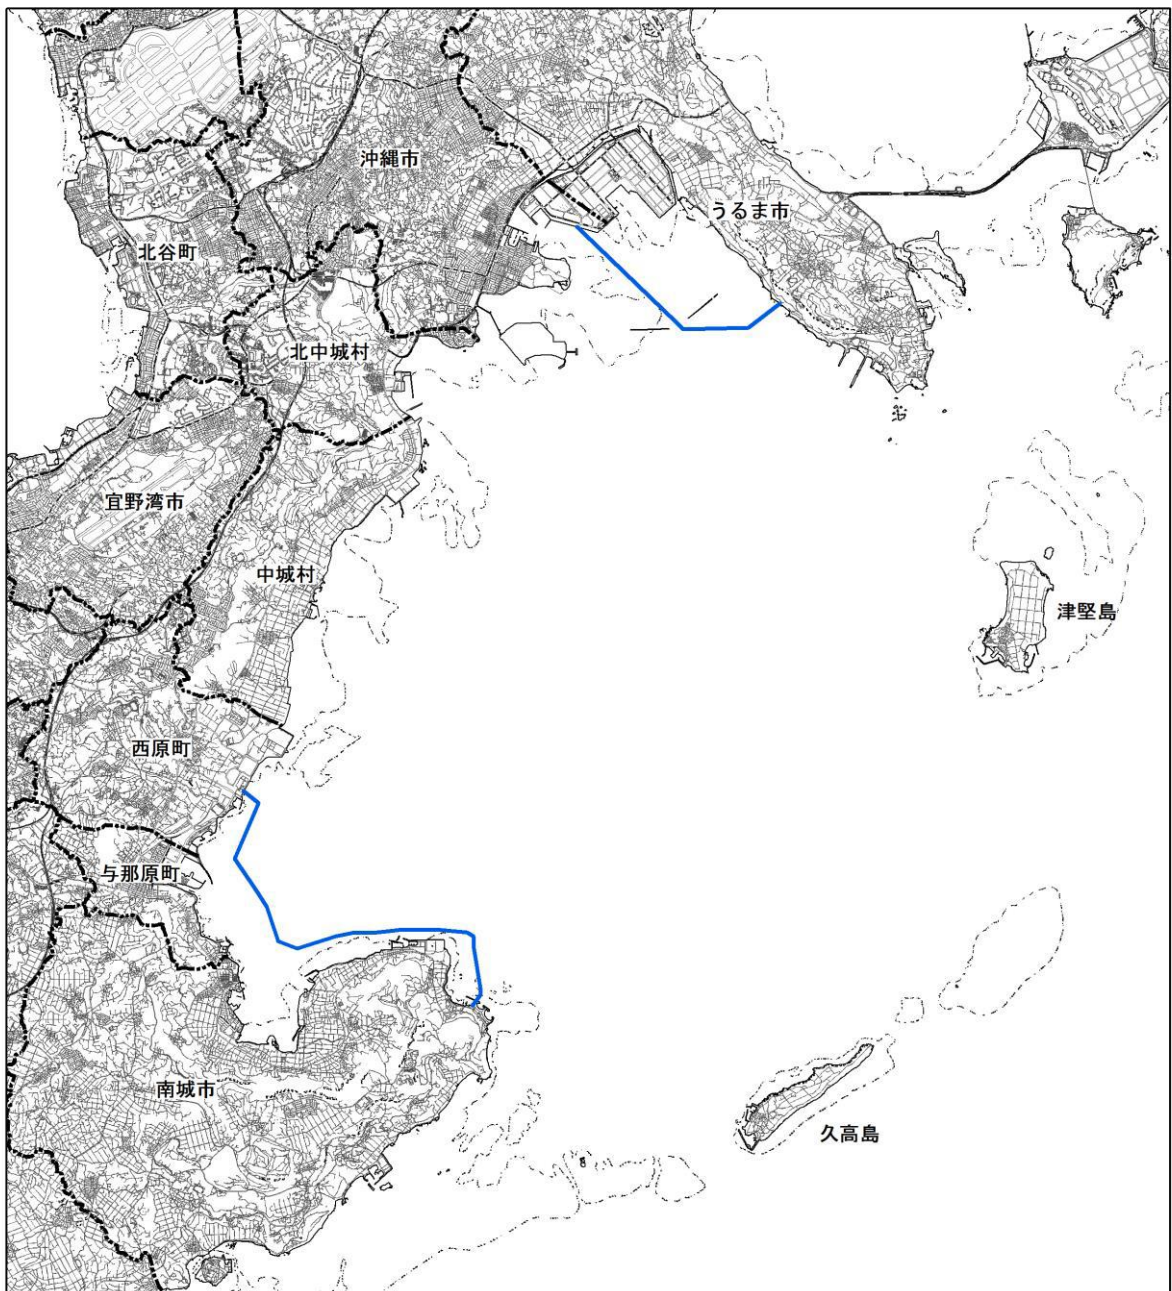 沖縄市
うるま市
北谷町
北中城村
宜野湾市
中城村
津堅島
西原町
与那原町
南城市
久高島